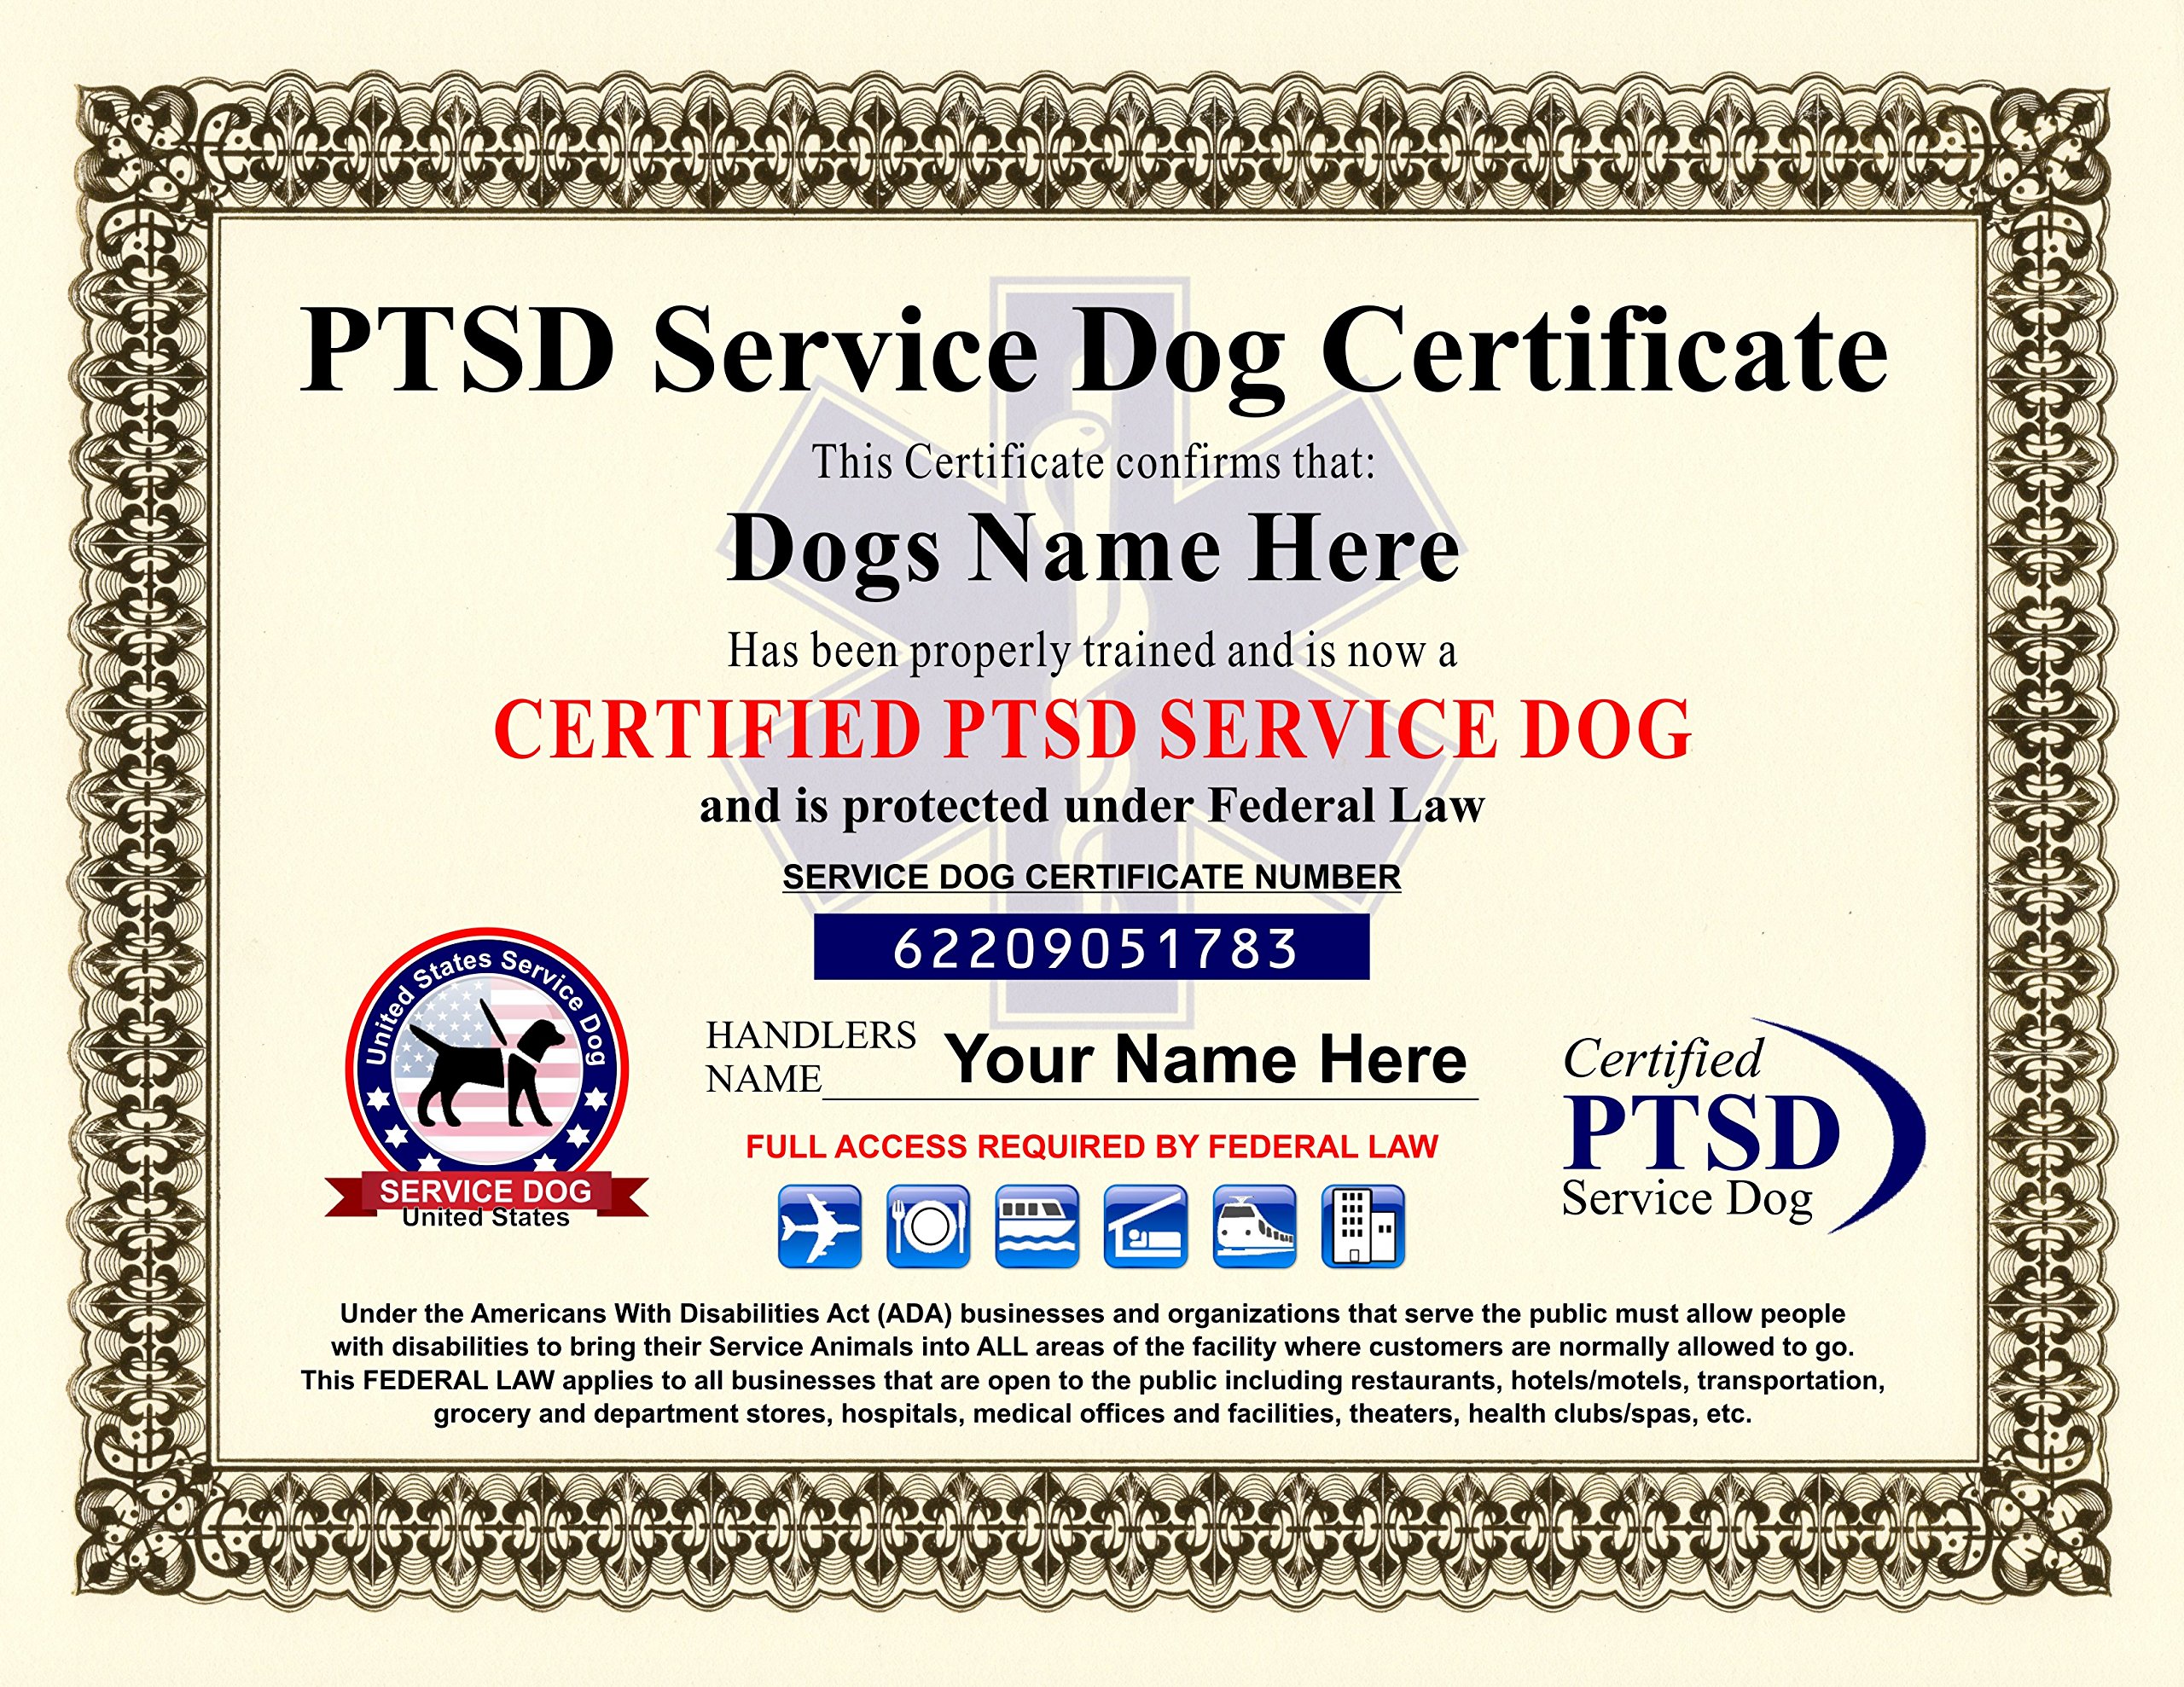 PTSD Service Dog Certificate
This Certificate confirms that:
Dogs Name Here
Has been properly trained and is now a
CERTIFIED PTSD SERVICE DOG
and is protected under Federal Law
SERVICE DOG CERTIFICATE NUMBER
62209051783
United States Service Dog
SERVICE DOG
United States
HANDLERS
NAME
Your Name Here
Certified
PTSD
Service Dog
FULL ACCESS REQUIRED BY FEDERAL LAW
Under the Americans With Disabilities Act (ADA) businesses and organizations that serve the public must allow people
with disabilities to bring their Service Animals into ALL areas of the facility where customers are normally allowed to go.
This FEDERAL LAW applies to all businesses that are open to the public including restaurants, hotels/motels, transportation,
grocery and department stores, hospitals, medical offices and facilities, theaters, health clubs/spas, etc.